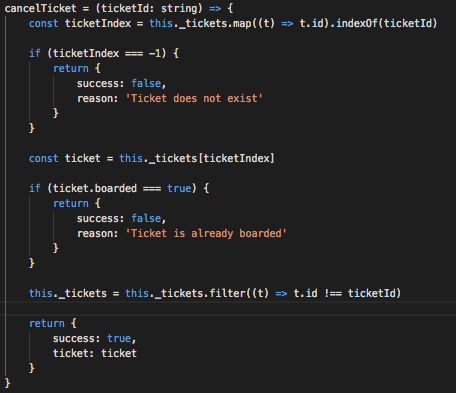 cancelTicket = (ticketId: string) => {
    const ticketIndex = this._tickets.map((t) => t.id).indexOf(ticketId)

    if (ticketIndex === -1) {
        return {
            success: false,
            reason: 'Ticket does not exist'
        }
    }

    const ticket = this._tickets[ticketIndex]

    if (ticket.boarded === true) {
        return {
            success: false,
            reason: 'Ticket is already boarded'
        }
    }

    this._tickets = this._tickets.filter((t) => t.id !== ticketId)

    return {
        success: true,
        ticket: ticket
    }
}